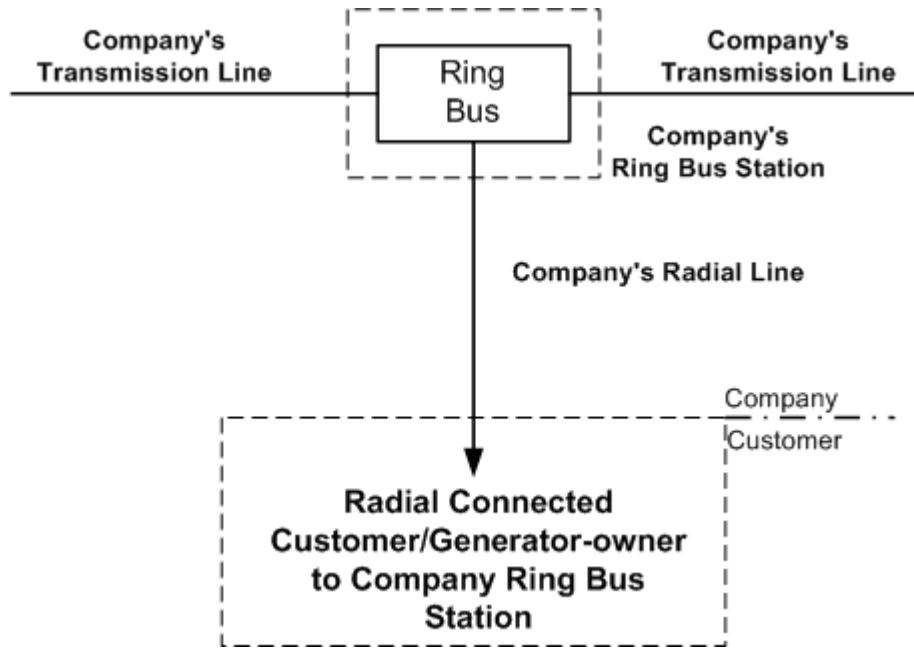 Company's
Transmission Line
Ring
Bus
Company's
Transmission Line
Company's
Ring Bus Station
Company's Radial Line
Company
Customer
Radial Connected
Customer/Generator-owner
to Company Ring Bus
Station